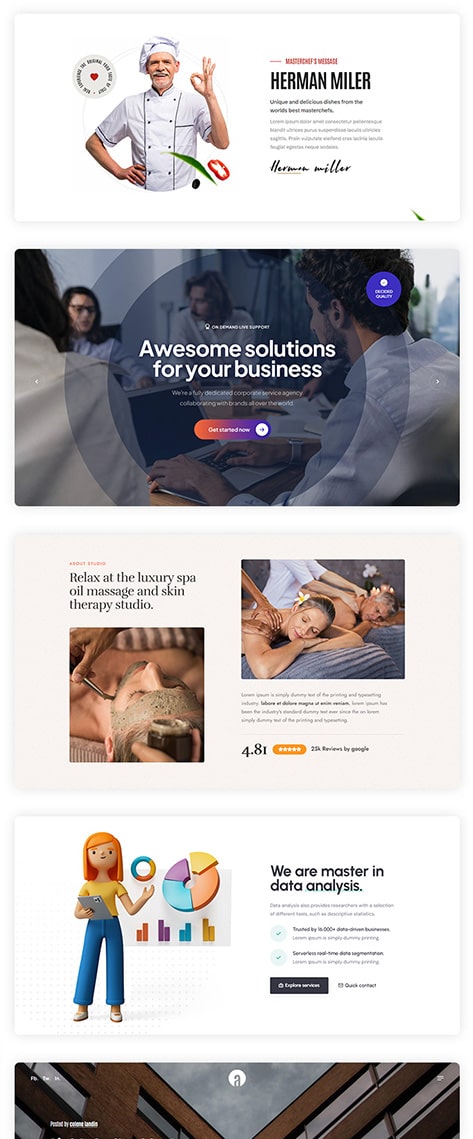 MASTERCHEF'S MESSAGE
HERMAN MILER
Unique and delicious dishes from the
worlds best masterchefs.
Lorem ipsum dolor amet consectetur adipiscing
brandit ultrices purus suspendisse iaculis ultricies
sagittis. Proin vulputate eleifend cras lacinia iaculis
feugiat egestas neque sodales.
Herman miller
DECIDED
QUALITY
ON DEMAND LIVE SUPPORT
Awesome solutions
for your business
We're a fully dedicated corporate service agency
collaborating with brands all over the world.
Get started now
ABOUT STUDIO
Relax at the luxury spa
oil massage and skin
therapy studio.
Lorem ipsum is simply dummy text of the printing and typesetting
industry. labore et dolore magna ut enim veniam. lorem ipsum has
been the industry's standard dummy text ever since. Lorem ipsum
is simply dummy text of the printing and typesetting.
4.81
25k Reviews by google
We are master in
data analysis.
Data analysis also provides researchers with a selection
of different tools, such as descriptive statistics.
Trusted by 16,000+ data-driven businesses
Lorem ipsum is simply dummy printing
Serverless real-time data segmentation
Lorem ipsum is simply dummy printing
Explore services
Quick contact
Fb. Tw. In.
a
Posted by colene landin